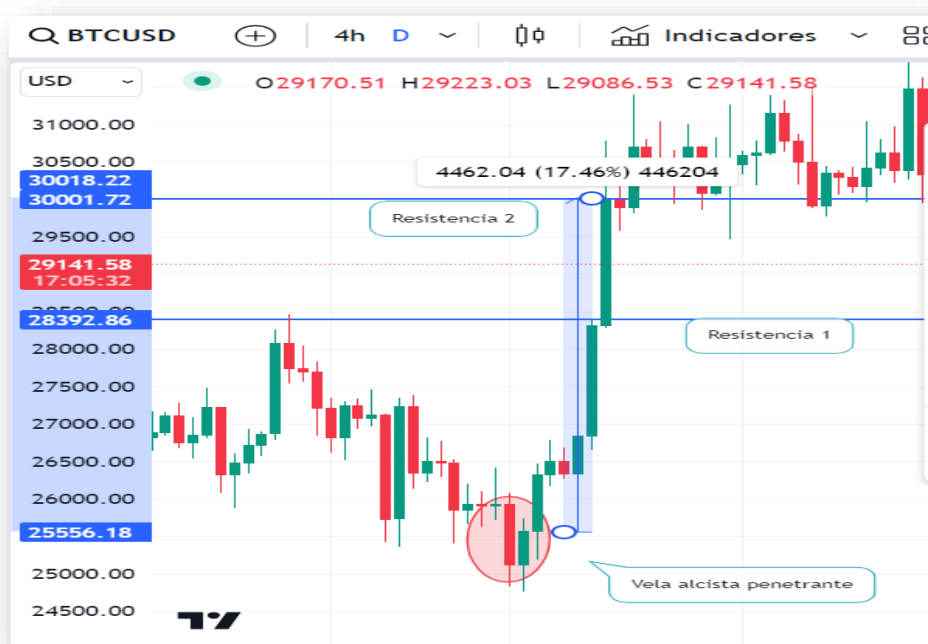 BTCUSD 4h D Indicadores
USD O29170.51 H29223.03 L29086.53 C29141.58
31000.00
30500.00
4462.04 (17.46%) 446204
30018.22
30001.72
Resistencia 2
29500.00
29141.58
17:05:32
28392.86
Resistencia 1
28000.00
27500.00
27000.00
26500.00
26000.00
25556.18
25000.00
Vela alcista penetrante
24500.00